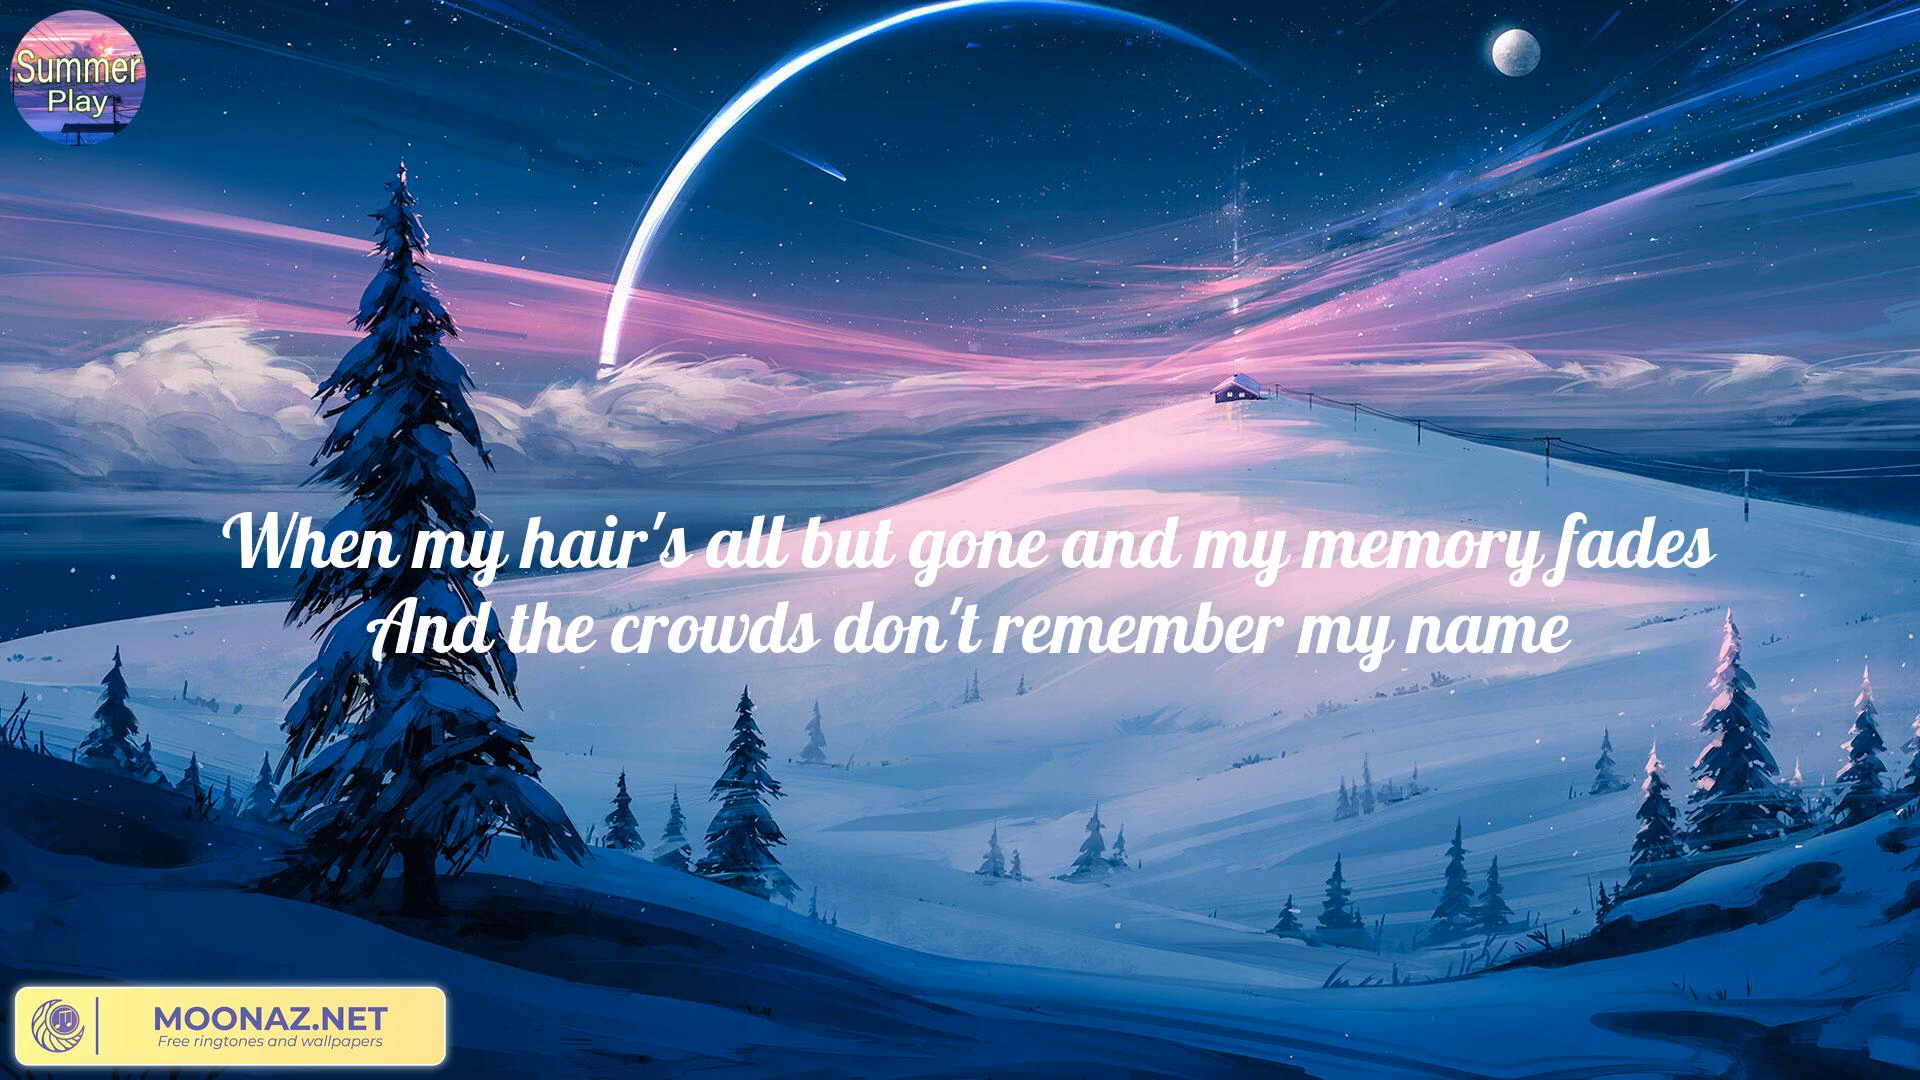 Summer
Play
When my hair's all but gone and my memory fades
And the crowds don't remember my name
MOONAZ.NET
Free ringtones and wallpapers